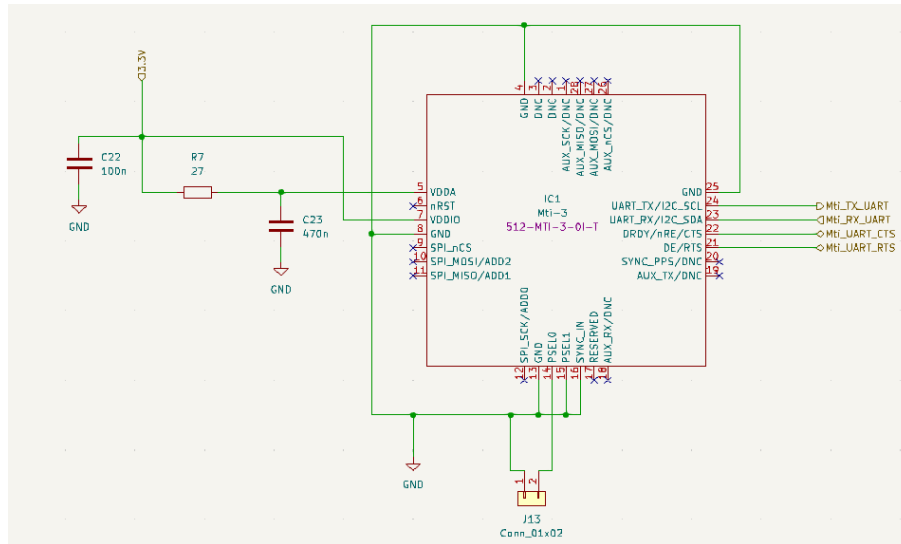 3.3V
C22
100n
GND
R7
27
C23
470n
GND
4
3
2
1
28
27
26
GND
DNC
DNC
AUX_SCK/DNC
AUX_MISO/DNC
AUX_MOSI/DNC
AUX_nCS/DNC
5 VDDA
6 nRST
7 VDDIO
8 GND
9 SPI_nCS
10 SPI_MOSI/ADD2
11 SPI_MISO/ADD1
IC1
Mti-3
512-MTI-3-0I-T
GND 25
UART_TX/I2C_SCL 24 Mti_TX_UART
UART_RX/I2C_SDA 23 Mti_RX_UART
DRDY/nRE/CTS 22 Mti_UART_CTS
DE/RTS 21 Mti_UART_RTS
SYNC_PPS/DNC 20
AUX_TX/DNC 19
SPI_SCK/ADD0
GND
PSEL0
PSEL1
SYNC_IN
RESERVED
AUX_RX/DNC
12
13
14
15
16
17
18
GND
1
2
J13
Conn_01x02